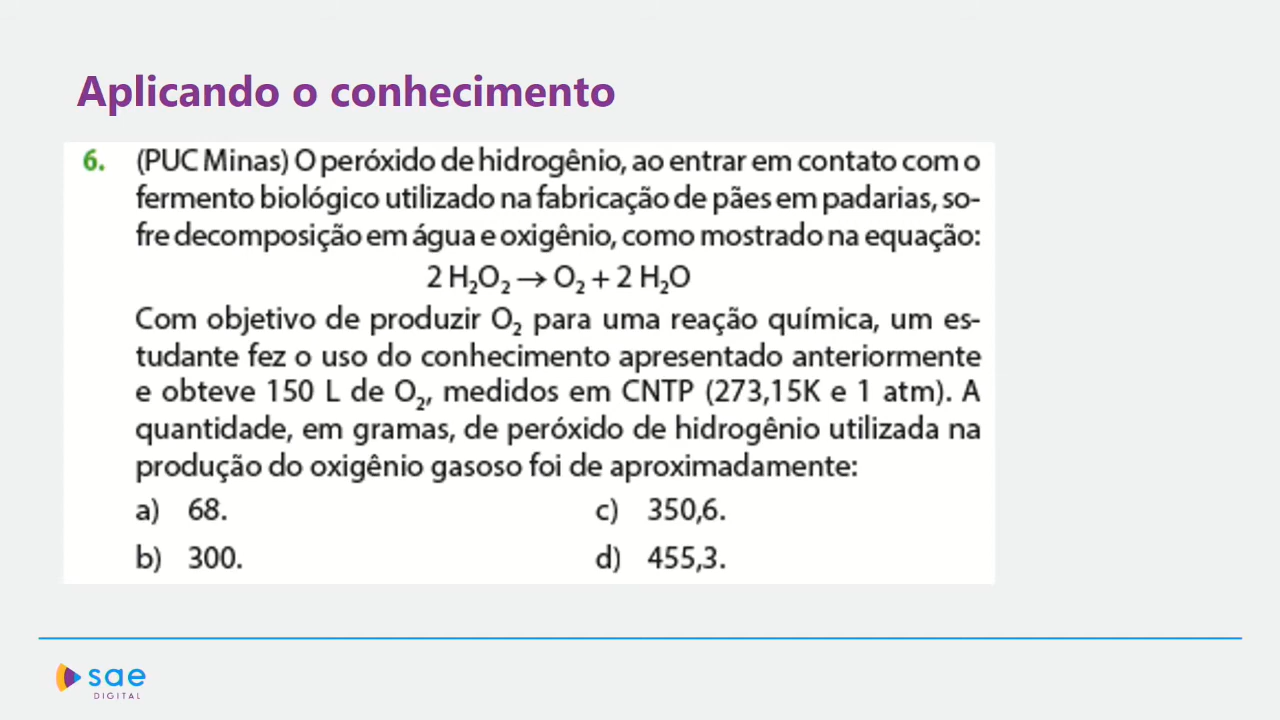 Aplicando o conhecimento
6. (PUC Minas) O peróxido de hidrogênio, ao entrar em contato com o
fermento biológico utilizado na fabricação de pães em padarias, so-
fre decomposição em água e oxigênio, como mostrado na equação:
2 H₂O₂ → O₂ + 2 H₂O
Com objetivo de produzir O₂ para uma reação química, um es-
tudante fez o uso do conhecimento apresentado anteriormente
e obteve 150 L de O₂, medidos em CNTP (273,15K e 1 atm). A
quantidade, em gramas, de peróxido de hidrogênio utilizada na
produção do oxigênio gasoso foi de aproximadamente:
a) 68.
b) 300.
c) 350,6.
d) 455,3.
sae
DIGITAL